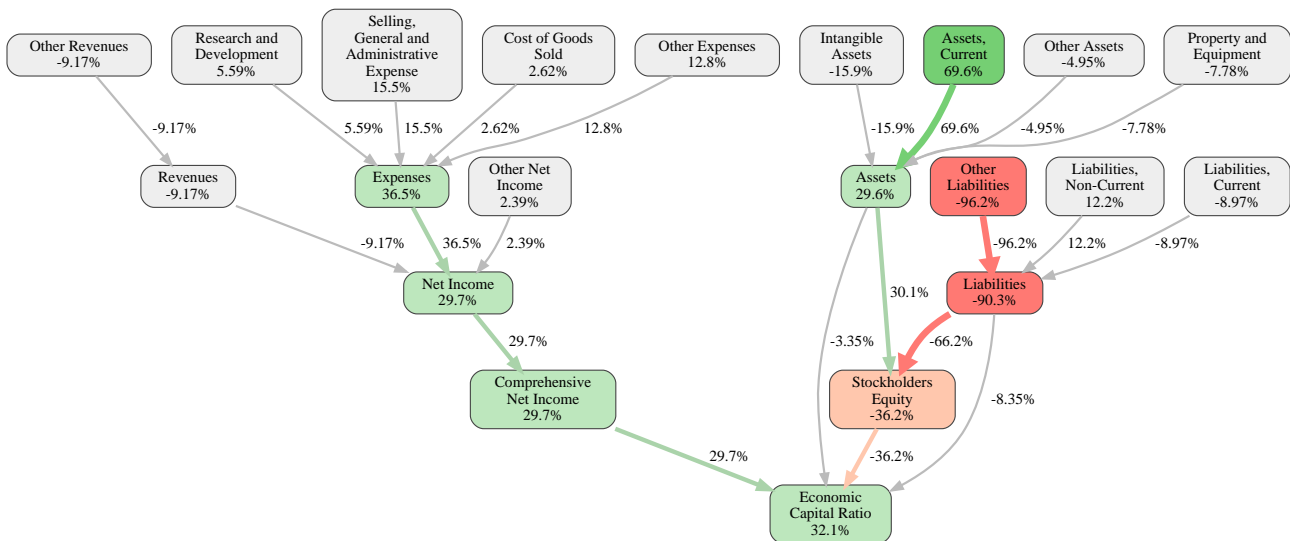 Other Revenues
-9.17%
Research and
Development
5.59%
Selling,
General and
Administrative
Expense
15.5%
Cost of Goods
Sold
2.62%
Other Expenses
12.8%
Intangible
Assets
-15.9%
Assets,
Current
69.6%
Other Assets
-4.95%
Property and
Equipment
-7.78%
-9.17%
5.59%
15.5%
2.62%
12.8%
-15.9%
69.6%
-4.95%
-7.78%
Revenues
-9.17%
Expenses
36.5%
Other Net
Income
2.39%
Assets
29.6%
Other
Liabilities
-96.2%
Liabilities,
Non-Current
12.2%
Liabilities,
Current
-8.97%
-9.17%
36.5%
2.39%
-96.2%
12.2%
-8.97%
Net Income
29.7%
30.1%
Liabilities
-90.3%
29.7%
-3.35%
-66.2%
Comprehensive
Net Income
29.7%
Stockholders
Equity
-36.2%
-8.35%
29.7%
-36.2%
Economic
Capital Ratio
32.1%